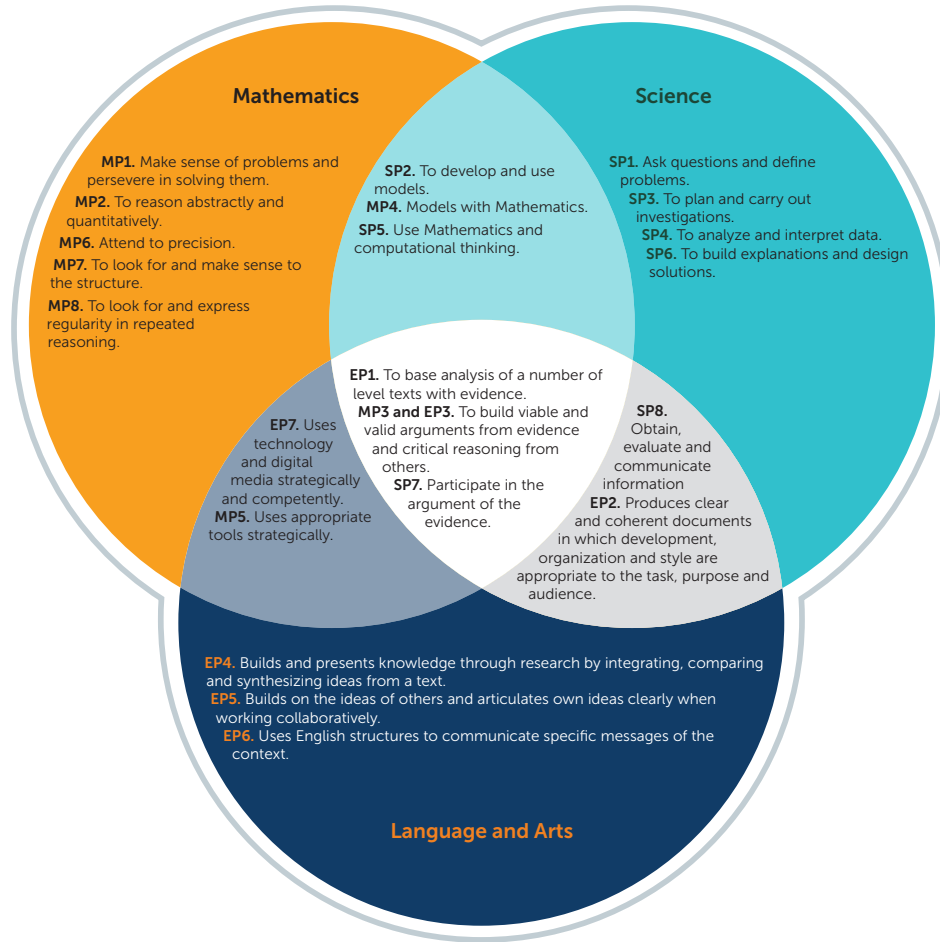 Mathematics
MP1. Make sense of problems and
persevere in solving them.
MP2. To reason abstractly and
quantitatively.
MP6. Attend to precision.
MP7. To look for and make sense to
the structure.
MP8. To look for and express
regularity in repeated
reasoning.
SP2. To develop and use
models.
MP4. Models with Mathematics.
SP5. Use Mathematics and
computational thinking.
Science
SP1. Ask questions and define
problems.
SP3. To plan and carry out
investigations.
SP4. To analyze and interpret data.
SP6. To build explanations and design
solutions.
EP7. Uses
technology
and digital
media strategically
and competently.
MP5. Uses appropriate
tools strategically.
EP1. To base analysis of a number of
level texts with evidence.
MP3 and EP3. To build viable and
valid arguments from evidence
and critical reasoning from
others.
SP7. Participate in the
argument of the
evidence.
SP8.
Obtain,
evaluate and
communicate
information
EP2. Produces clear
and coherent documents
in which development,
organization and style are
appropriate to the task, purpose and
audience.
EP4. Builds and presents knowledge through research by integrating, comparing
and synthesizing ideas from a text.
EP5. Builds on the ideas of others and articulates own ideas clearly when
working collaboratively.
EP6. Uses English structures to communicate specific messages of the
context.
Language and Arts